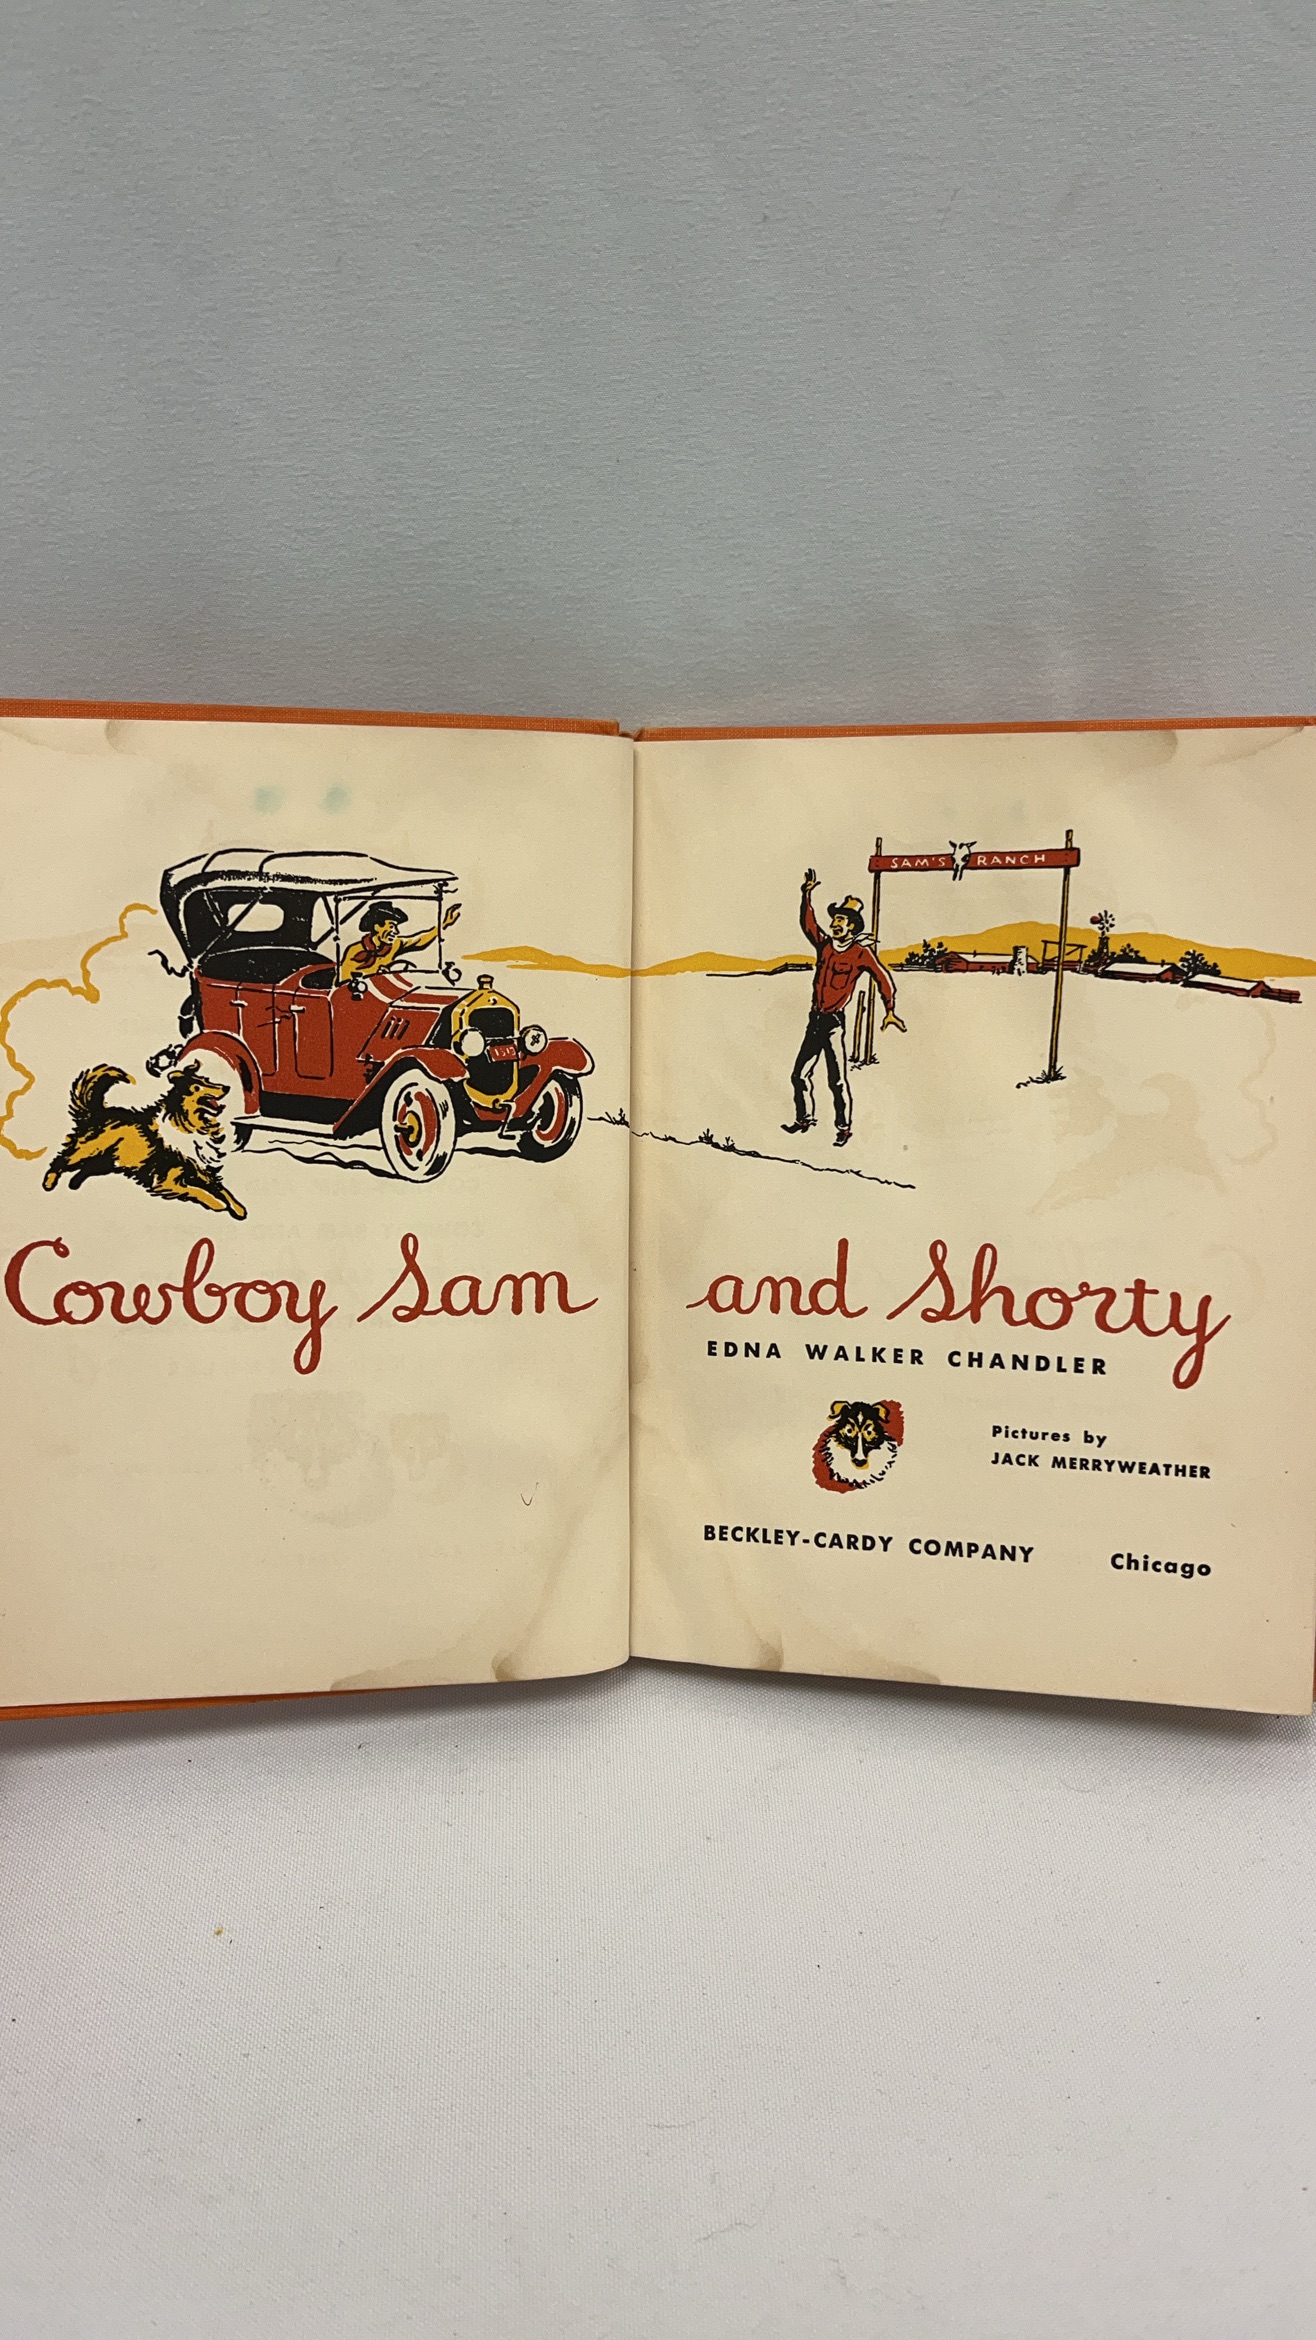 SAM'S RANCH
Cowboy Sam and Shorty
EDNA WALKER CHANDLER
Pictures by
JACK MERRYWEATHER
BECKLEY-CARDY COMPANY Chicago